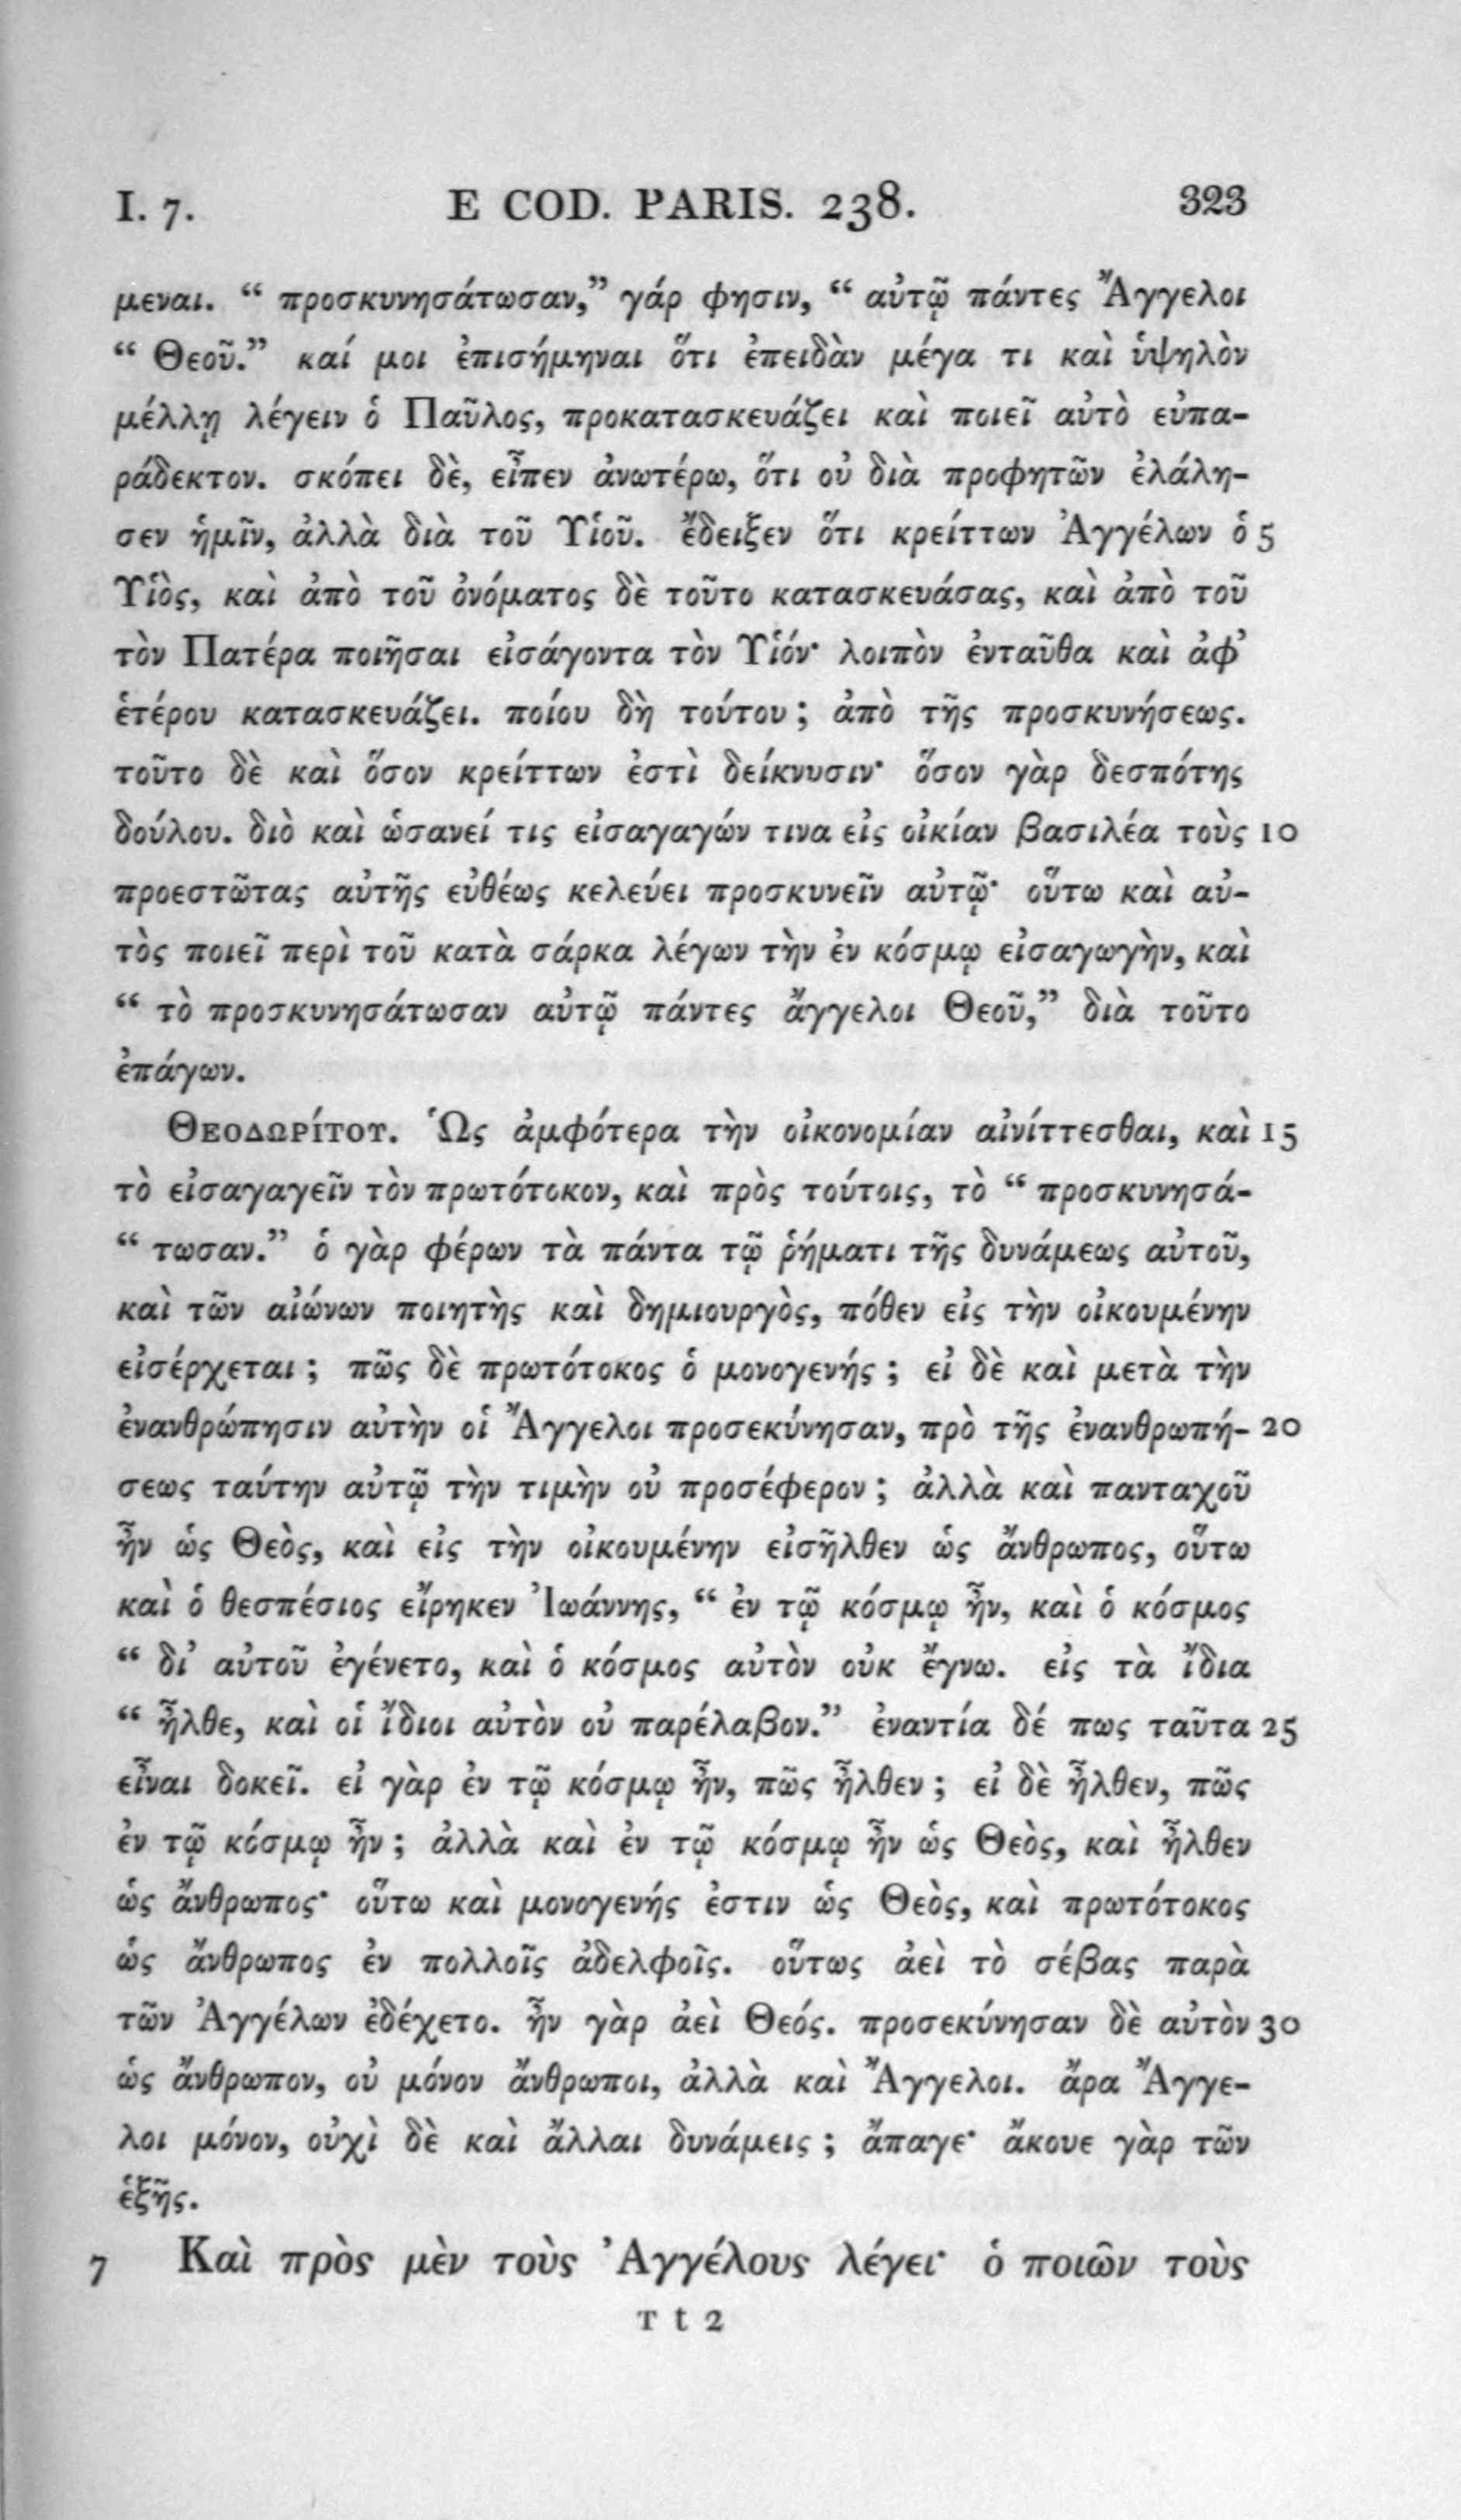 I. 7. E COD. PARIS. 238. 323
μεναι. “ προσκυνησάτωσαν,” γάρ φησιν, “ αὐτῷ πάντες Ἄγγελοι
“ Θεοῦ.” καί μοι ἐπισήμηναι ὅτι ἐπειδὰν μέγα τι καὶ ὑψηλὸν
μέλλῃ λέγειν ὁ Παῦλος, προκατασκευάζει καὶ ποιεῖ αὐτὸ εὐπα-
ράδεκτον. σκόπει δὲ, εἶπεν ἀνωτέρω, ὅτι οὐ διὰ προφητῶν ἐλάλη-
σεν ἡμῖν, ἀλλὰ διὰ τοῦ Υἱοῦ. ἔδειξεν ὅτι κρείττων Ἀγγέλων ὁ 5
Υἱὸς, καὶ ἀπὸ τοῦ ὀνόματος δὲ τοῦτο κατασκευάσας, καὶ ἀπὸ τοῦ
τὸν Πατέρα ποιῆσαι εἰσάγοντα τὸν Υἱόν· λοιπὸν ἐνταῦθα καὶ ἀφ’
ἑτέρου κατασκευάζει. ποίου δὴ τούτου ; ἀπὸ τῆς προσκυνήσεως.
τοῦτο δὲ καὶ ὅσον κρείττων ἐστὶ δείκνυσιν· ὅσον γὰρ δεσπότης
δούλου. διὸ καὶ ὡσανεί τις εἰσαγαγών τινα εἰς οἰκίαν βασιλέα τοὺς 10
προεστῶτας αὐτῆς εὐθέως κελεύει προσκυνεῖν αὐτῷ· οὕτω καὶ αὐ-
τὸς ποιεῖ περὶ τοῦ κατὰ σάρκα λέγων τὴν ἐν κόσμῳ εἰσαγωγὴν, καὶ
“ τὸ προσκυνησάτωσαν αὐτῷ πάντες ἄγγελοι Θεοῦ,” διὰ τοῦτο
ἐπάγων.
ΘΕΟΔΩΡίΤΟΥ. Ὡς ἀμφότερα τὴν οἰκονομίαν αἰνίττεσθαι, καὶ 15
τὸ εἰσαγαγεῖν τὸν πρωτότοκον, καὶ πρὸς τούτοις, τὸ “ προσκυνησά-
“ τωσαν.” ὁ γὰρ φέρων τὰ πάντα τῷ ῥήματι τῆς δυνάμεως αὐτοῦ,
καὶ τῶν αἰώνων ποιητὴς καὶ δημιουργὸς, πόθεν εἰς τὴν οἰκουμένην
εἰσέρχεται ; πῶς δὲ πρωτότοκος ὁ μονογενής ; εἰ δὲ καὶ μετὰ τὴν
ἐνανθρώπησιν αὐτὴν οἱ Ἄγγελοι προσεκύνησαν, πρὸ τῆς ἐνανθρωπή- 20
σεως ταύτην αὐτῷ τὴν τιμὴν οὐ προσέφερον ; ἀλλὰ καὶ πανταχοῦ
ἦν ὡς Θεὸς, καὶ εἰς τὴν οἰκουμένην εἰσῆλθεν ὡς ἄνθρωπος, οὕτω
καὶ ὁ θεσπέσιος εἴρηκεν Ἰωάννης, “ ἐν τῷ κόσμῳ ἦν, καὶ ὁ κόσμος
“ δι’ αὐτοῦ ἐγένετο, καὶ ὁ κόσμος αὐτὸν οὐκ ἔγνω. εἰς τὰ ἴδια
“ ἦλθε, καὶ οἱ ἴδιοι αὐτὸν οὐ παρέλαβον.” ἐναντία δέ πως ταῦτα 25
εἶναι δοκεῖ. εἰ γὰρ ἐν τῷ κόσμῳ ἦν, πῶς ἦλθεν ; εἰ δὲ ἦλθεν, πῶς
ἐν τῷ κόσμῳ ἦν ; ἀλλὰ καὶ ἐν τῷ κόσμῳ ἦν ὡς Θεὸς, καὶ ἦλθεν
ὡς ἄνθρωπος· οὕτω καὶ μονογενής ἐστιν ὡς Θεὸς, καὶ πρωτότοκος
ὡς ἄνθρωπος ἐν πολλοῖς ἀδελφοῖς. οὕτως ἀεὶ τὸ σέβας παρὰ
τῶν Ἀγγέλων ἐδέχετο. ἦν γὰρ ἀεὶ Θεός. προσεκύνησαν δὲ αὐτὸν 30
ὡς ἄνθρωπον, οὐ μόνον ἄνθρωποι, ἀλλὰ καὶ Ἄγγελοι. ἄρα Ἄγγε-
λοι μόνον, οὐχὶ δὲ καὶ ἄλλαι δυνάμεις ; ἄπαγε· ἄκουε γὰρ τῶν
ἑξῆς.
7 Καὶ πρὸς μὲν τοὺς Ἀγγέλους λέγει· ὁ ποιῶν τοὺς
T t 2